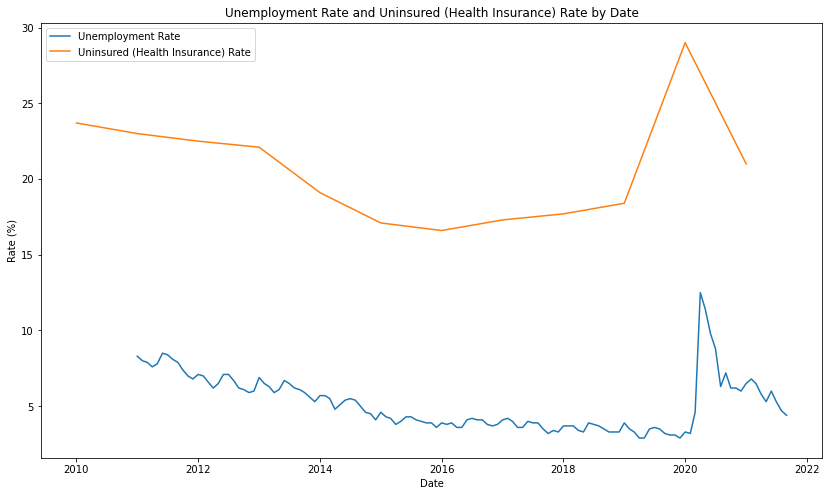 Unemployment Rate and Uninsured (Health Insurance) Rate by Date
30
Unemployment Rate
Uninsured (Health Insurance) Rate
25
20
Rate (%)
15
10
5
2010 2012 2014 2016 2018 2020 2022
Date